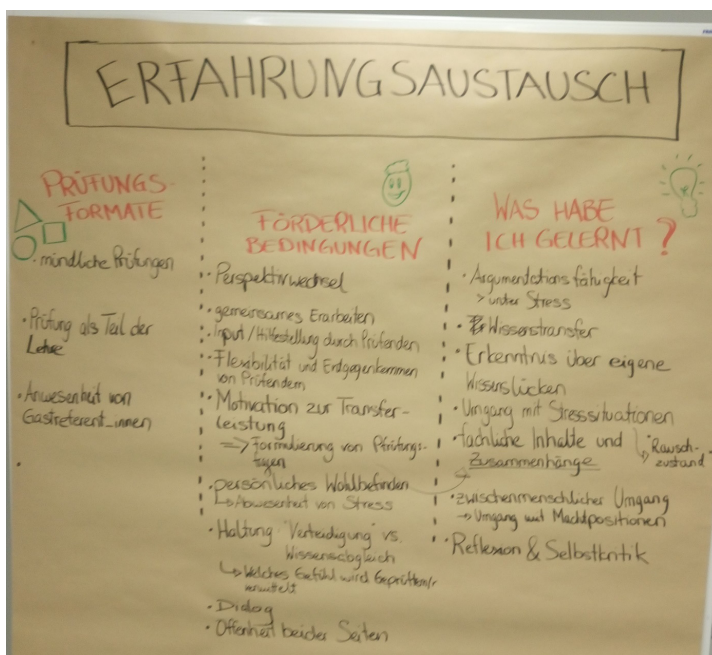 ERFAHRUNGSAUSTAUSCH
PRÜFUNGS-
FORMATE
• mündliche Prüfungen
• Prüfung als Teil der
Lehre
• Anwesenheit von
Gastreferent_innen
FÖRDERLICHE
BEDINGUNGEN
• Perspektivwechsel
• gemeinsames Erarbeiten
• Input/Hilfestellung durch Prüfenden
• Flexibilität und Entgegenkommen
von Prüfendem
• Motivation zur Transfer-
leistung
=> Formulierung von Prüfungs-
fragen
• persönliches Wohlbefinden
↳ Abwesenheit von Stress
• Haltung "Verteidigung" vs.
Wissensabgleich
↳ Welches Gefühl wird Geprüftem/r
vermittelt
• Dialog
• Offenheit beider Seiten
WAS HABE
ICH GELERNT?
• Argumentationsfähigkeit
> unter Stress
• Wissenstransfer
• Erkenntnis über eigene
Wissenslücken
• Umgang mit Stresssituationen
• fachliche Inhalte und
Zusammenhänge
↳ Rausch-
zustand
• zwischenmenschlicher Umgang
→ Umgang mit Machtpositionen
• Reflexion & Selbstkritik